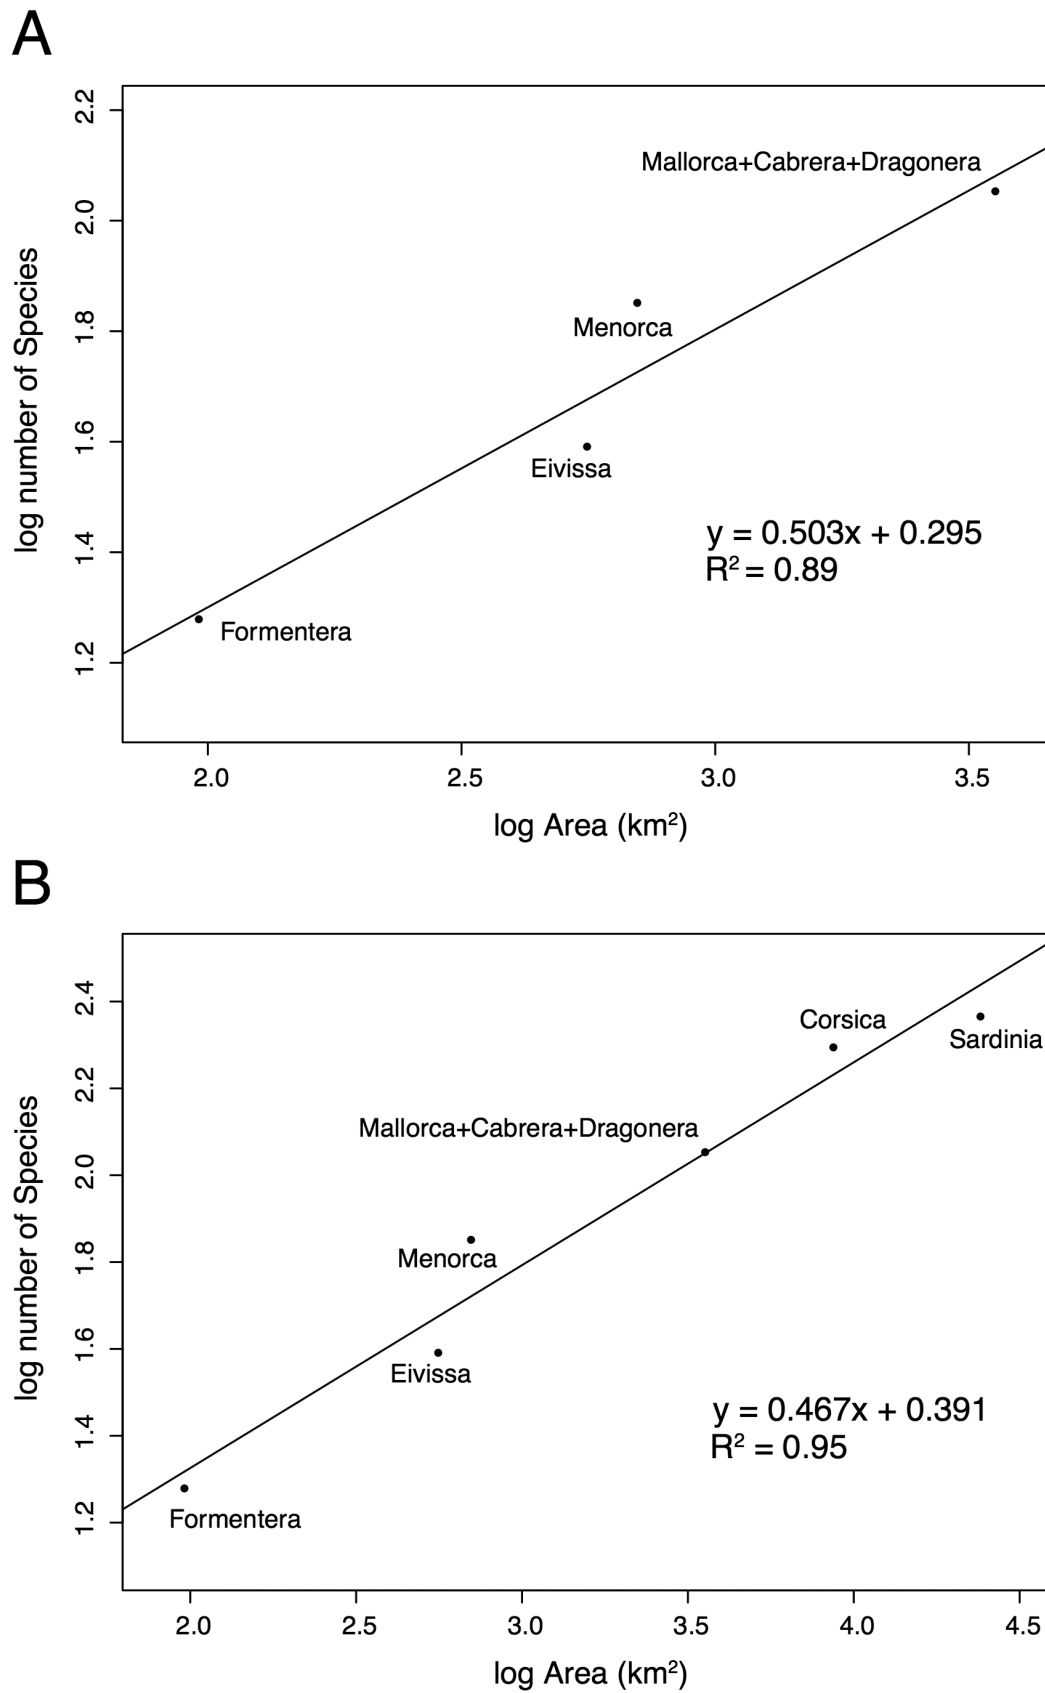 A
2.2
2.0
1.8
1.6
1.4
1.2
log number of Species
Mallorca+Cabrera+Dragonera
Menorca
Eivissa
Formentera
y = 0.503x + 0.295
R² = 0.89
2.0 2.5 3.0 3.5
log Area (km²)
B
2.4
2.2
2.0
1.8
1.6
1.4
1.2
log number of Species
Corsica
Sardinia
Mallorca+Cabrera+Dragonera
Menorca
Eivissa
Formentera
y = 0.467x + 0.391
R² = 0.95
2.0 2.5 3.0 3.5 4.0 4.5
log Area (km²)